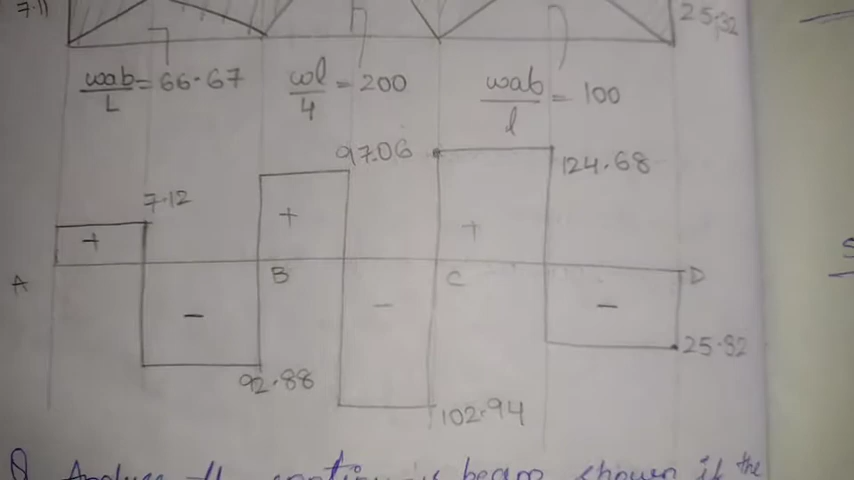 7.11
25.32
wab/L = 66.67 wl/4 = 200 wab/l = 100
97.06
124.68
7.12
+ + +
A B C D
− − −
25.32
92.88
102.94
Q. Analyse the continuous beam shown if the